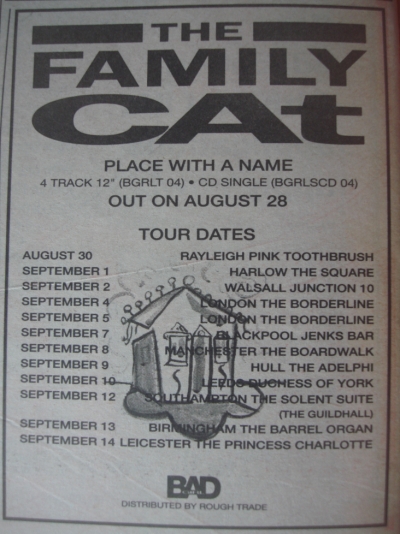 THE
FAMILY
CAt
PLACE WITH A NAME
4 TRACK 12" (BGRLT 04) • CD SINGLE (BGRLSCD 04)
OUT ON AUGUST 28
TOUR DATES
AUGUST 30 RAYLEIGH PINK TOOTHBRUSH
SEPTEMBER 1 HARLOW THE SQUARE
SEPTEMBER 2 WALSALL JUNCTION 10
SEPTEMBER 4 LONDON THE BORDERLINE
SEPTEMBER 5 LONDON THE BORDERLINE
SEPTEMBER 7 BLACKPOOL JENKS BAR
SEPTEMBER 8 MANCHESTER THE BOARDWALK
SEPTEMBER 9 HULL THE ADELPHI
SEPTEMBER 10 LEEDS DUCHESS OF YORK
SEPTEMBER 12 SOUTHAMPTON THE SOLENT SUITE
(THE GUILDHALL)
SEPTEMBER 13 BIRMINGHAM THE BARREL ORGAN
SEPTEMBER 14 LEICESTER THE PRINCESS CHARLOTTE
BAD
DISTRIBUTED BY ROUGH TRADE